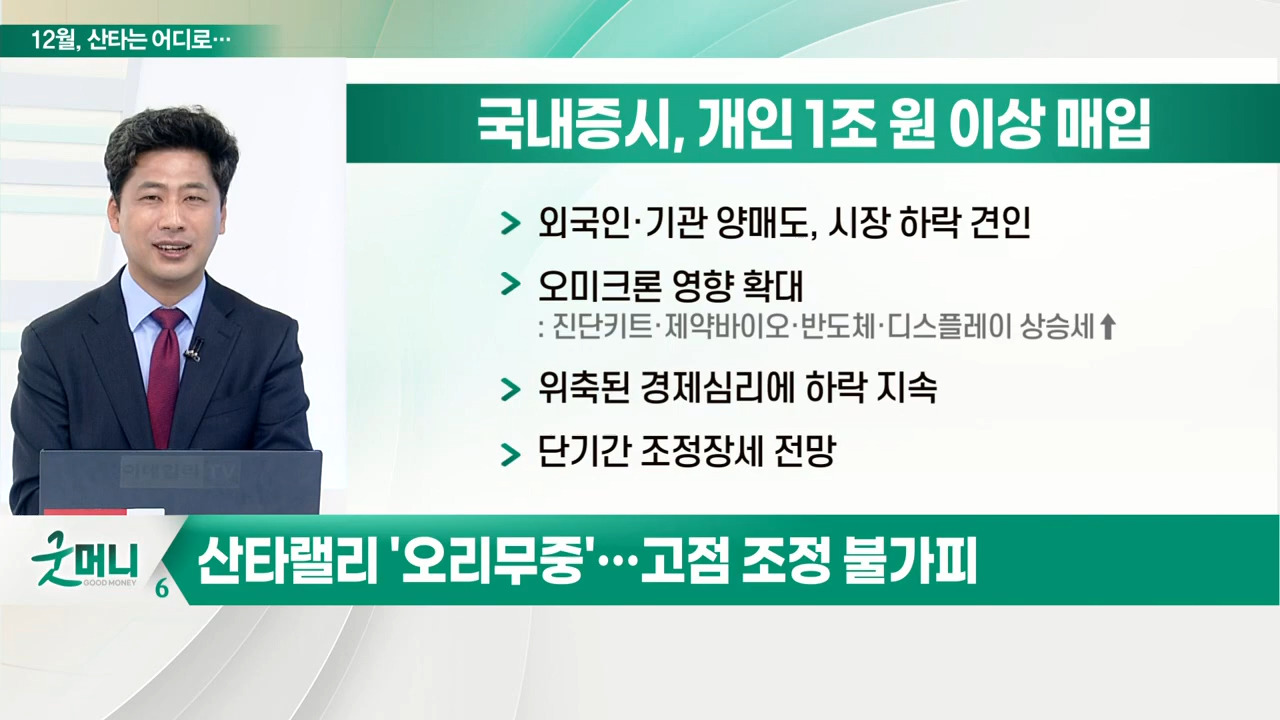 12월, 산타는 어디로…
국내증시, 개인 1조 원 이상 매입
> 외국인·기관 양매도, 시장 하락 견인
> 오미크론 영향 확대
: 진단키트·제약바이오·반도체·디스플레이 상승세⬆
> 위축된 경제심리에 하락 지속
> 단기간 조정장세 전망
이데일리 TV
굿머니
GOOD MONEY
6
산타랠리 '오리무중'…고점 조정 불가피